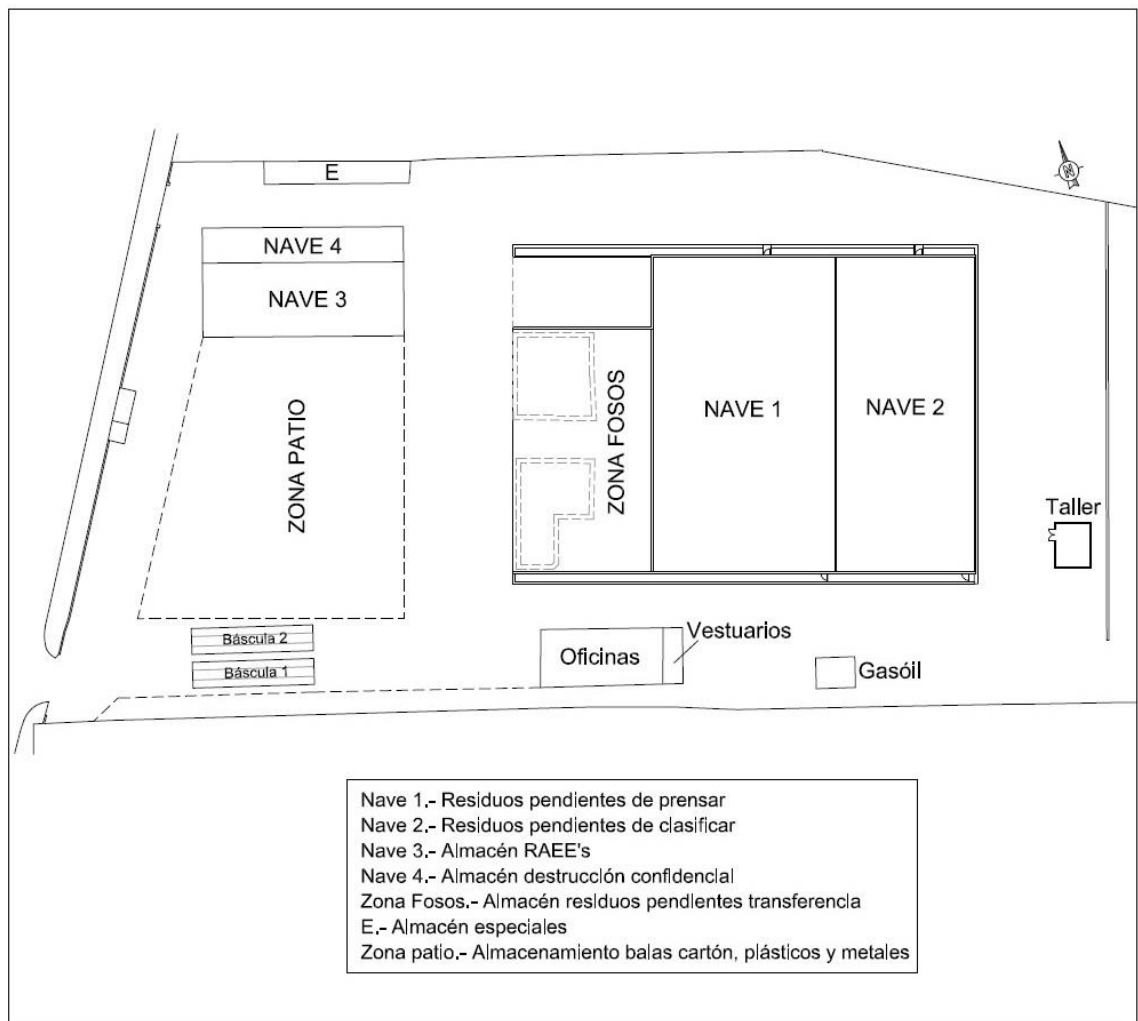 N
E
NAVE 4
NAVE 3
ZONA PATIO
ZONA FOSOS
NAVE 1
NAVE 2
Taller
Báscula 2
Báscula 1
Oficinas
Vestuarios
Gasóil
Nave 1.- Residuos pendientes de prensar
Nave 2.- Residuos pendientes de clasificar
Nave 3.- Almacén RAEE's
Nave 4.- Almacén destrucción confidencial
Zona Fosos.- Almacén residuos pendientes transferencia
E.- Almacén especiales
Zona patio.- Almacenamiento balas cartón, plásticos y metales